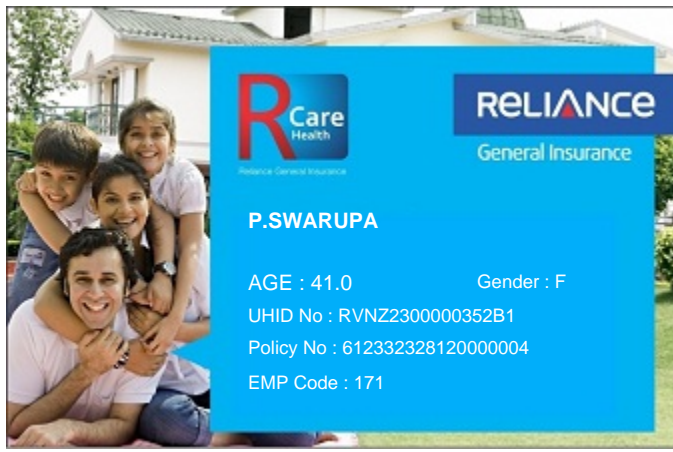 RCare
Health
Reliance General Insurance
RELIANCE
General Insurance
P.SWARUPA
AGE : 41.0
Gender : F
UHID No : RVNZ2300000352B1
Policy No : 612332328120000004
EMP Code : 171